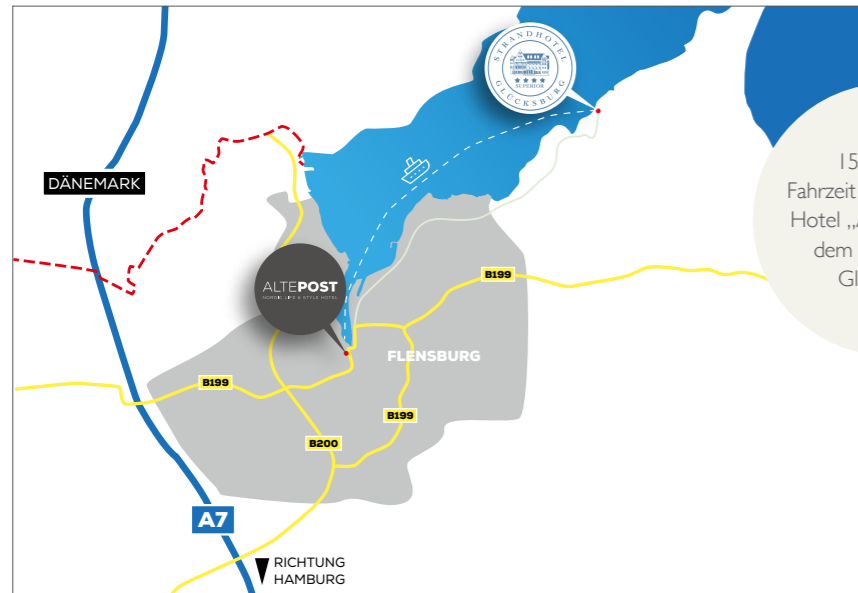 STRANDHOTEL
GLÜCKSBURG
SUPERIOR
DÄNEMARK
15
Fahrzeit
Hotel „A
dem
Gl
ALTEPOST
NORDIC LIFE & STYLE HOTEL
B199
FLENSBURG
B199
B199
B200
A7
RICHTUNG
HAMBURG